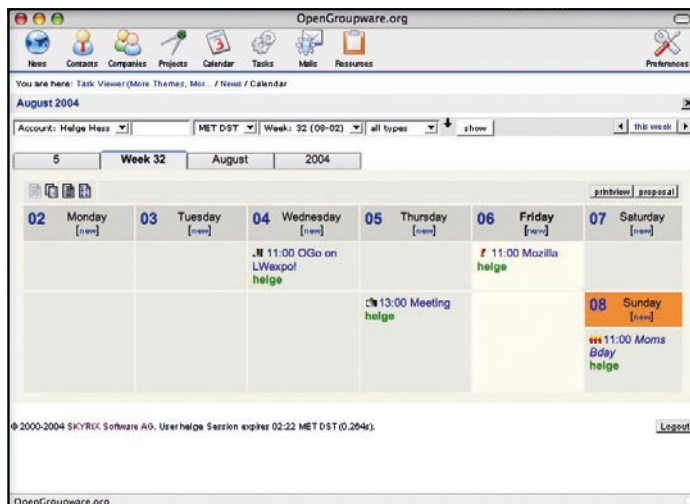 OpenGroupware.org
News Contacts Companies Projects Calendar Tasks Mails Resources Preferences
You are here: Task Viewer (More Themes, Mor... / News / Calendar
August 2004
Account: Helge Hess MET DST Week: 32 (08-02) all types show this week
5 Week 32 August 2004
printview proposal
02 Monday [new] 03 Tuesday [new] 04 Wednesday [new] 05 Thursday [new] 06 Friday [new] 07 Saturday [new]
11:00 OGo on LWexpo!
helge
11:00 Mozilla
helge
13:00 Meeting
helge
08 Sunday
[new]
11:00 Moms
Bday
helge
© 2000-2004 SKYRIX Software AG. User helge Session expires 02:22 MET DST (0.264s). Logout
OpenGroupware.org